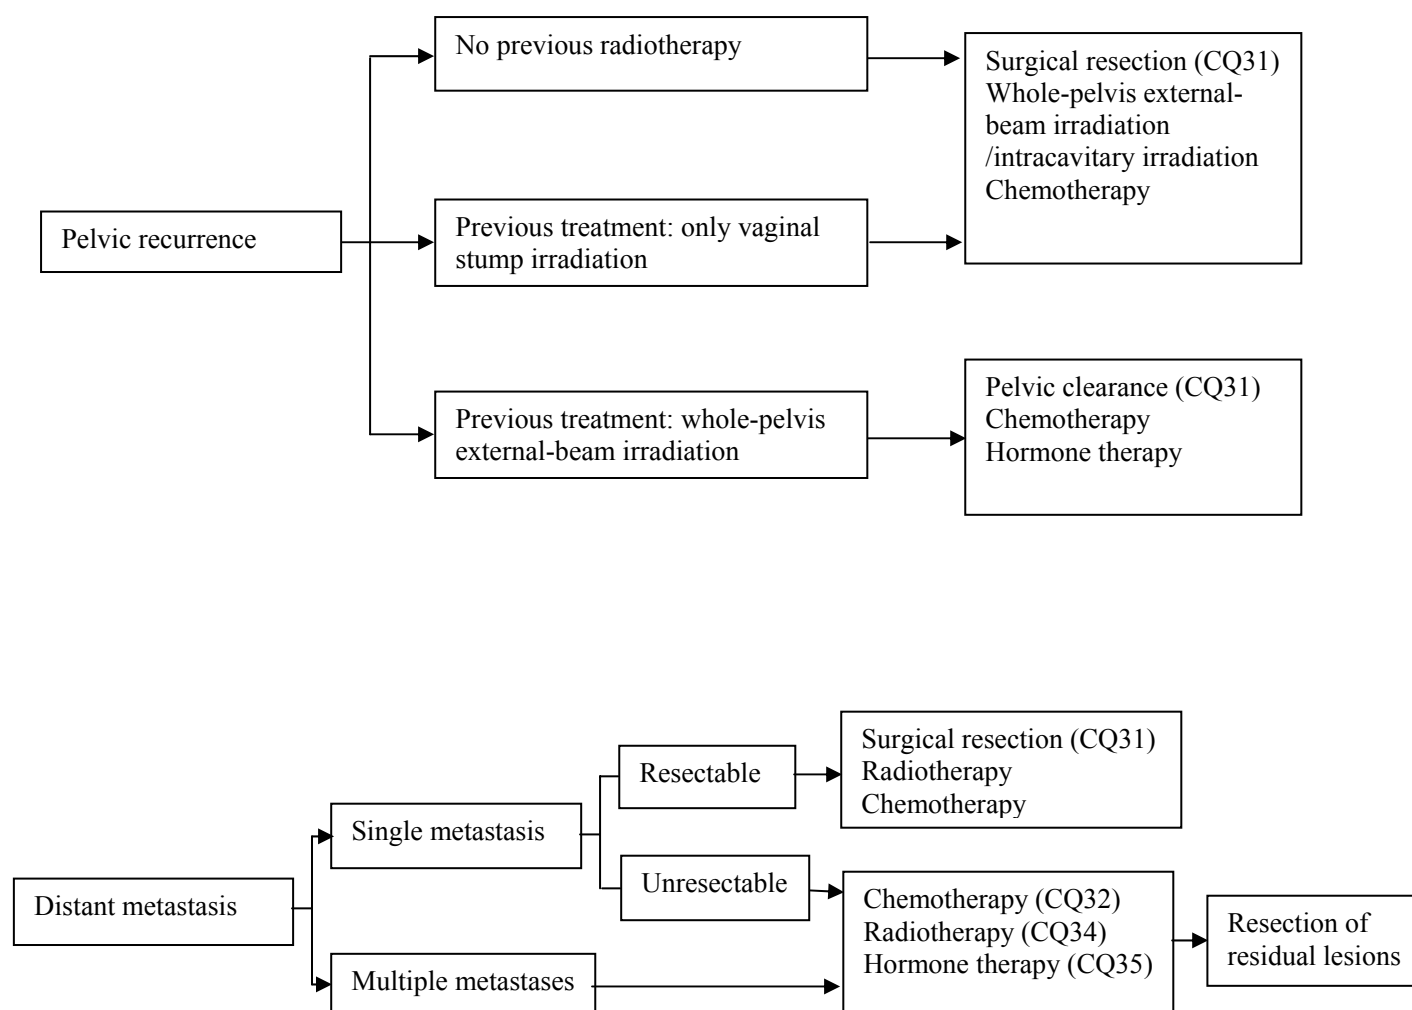 No previous radiotherapy
Surgical resection (CQ31)
Whole-pelvis external-
beam irradiation
/intracavitary irradiation
Chemotherapy
Pelvic recurrence
Previous treatment: only vaginal
stump irradiation
Previous treatment: whole-pelvis
external-beam irradiation
Pelvic clearance (CQ31)
Chemotherapy
Hormone therapy
Distant metastasis
Single metastasis
Resectable
Surgical resection (CQ31)
Radiotherapy
Chemotherapy
Unresectable
Multiple metastases
Chemotherapy (CQ32)
Radiotherapy (CQ34)
Hormone therapy (CQ35)
Resection of
residual lesions